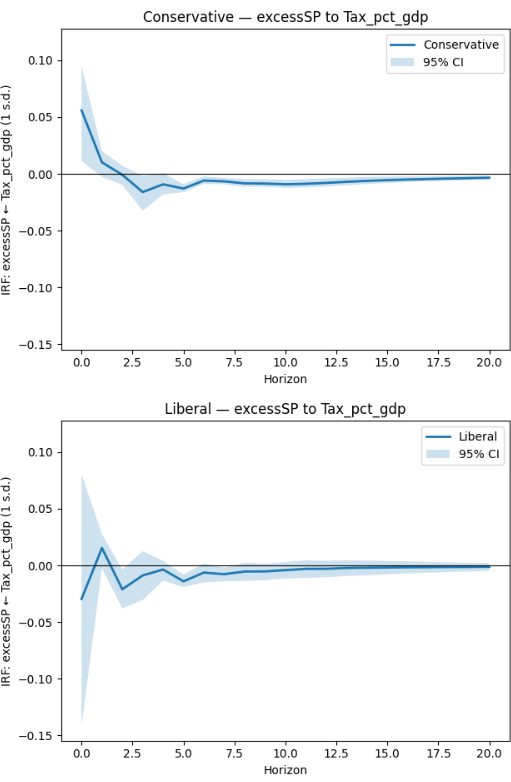 Conservative — excessSP to Tax_pct_gdp
Conservative
95% CI
IRF: excessSP ← Tax_pct_gdp (1 s.d.)
0.10
0.05
0.00
−0.05
−0.10
−0.15
0.0 2.5 5.0 7.5 10.0 12.5 15.0 17.5 20.0
Horizon
Liberal — excessSP to Tax_pct_gdp
Liberal
95% CI
IRF: excessSP ← Tax_pct_gdp (1 s.d.)
0.10
0.05
0.00
−0.05
−0.10
−0.15
0.0 2.5 5.0 7.5 10.0 12.5 15.0 17.5 20.0
Horizon